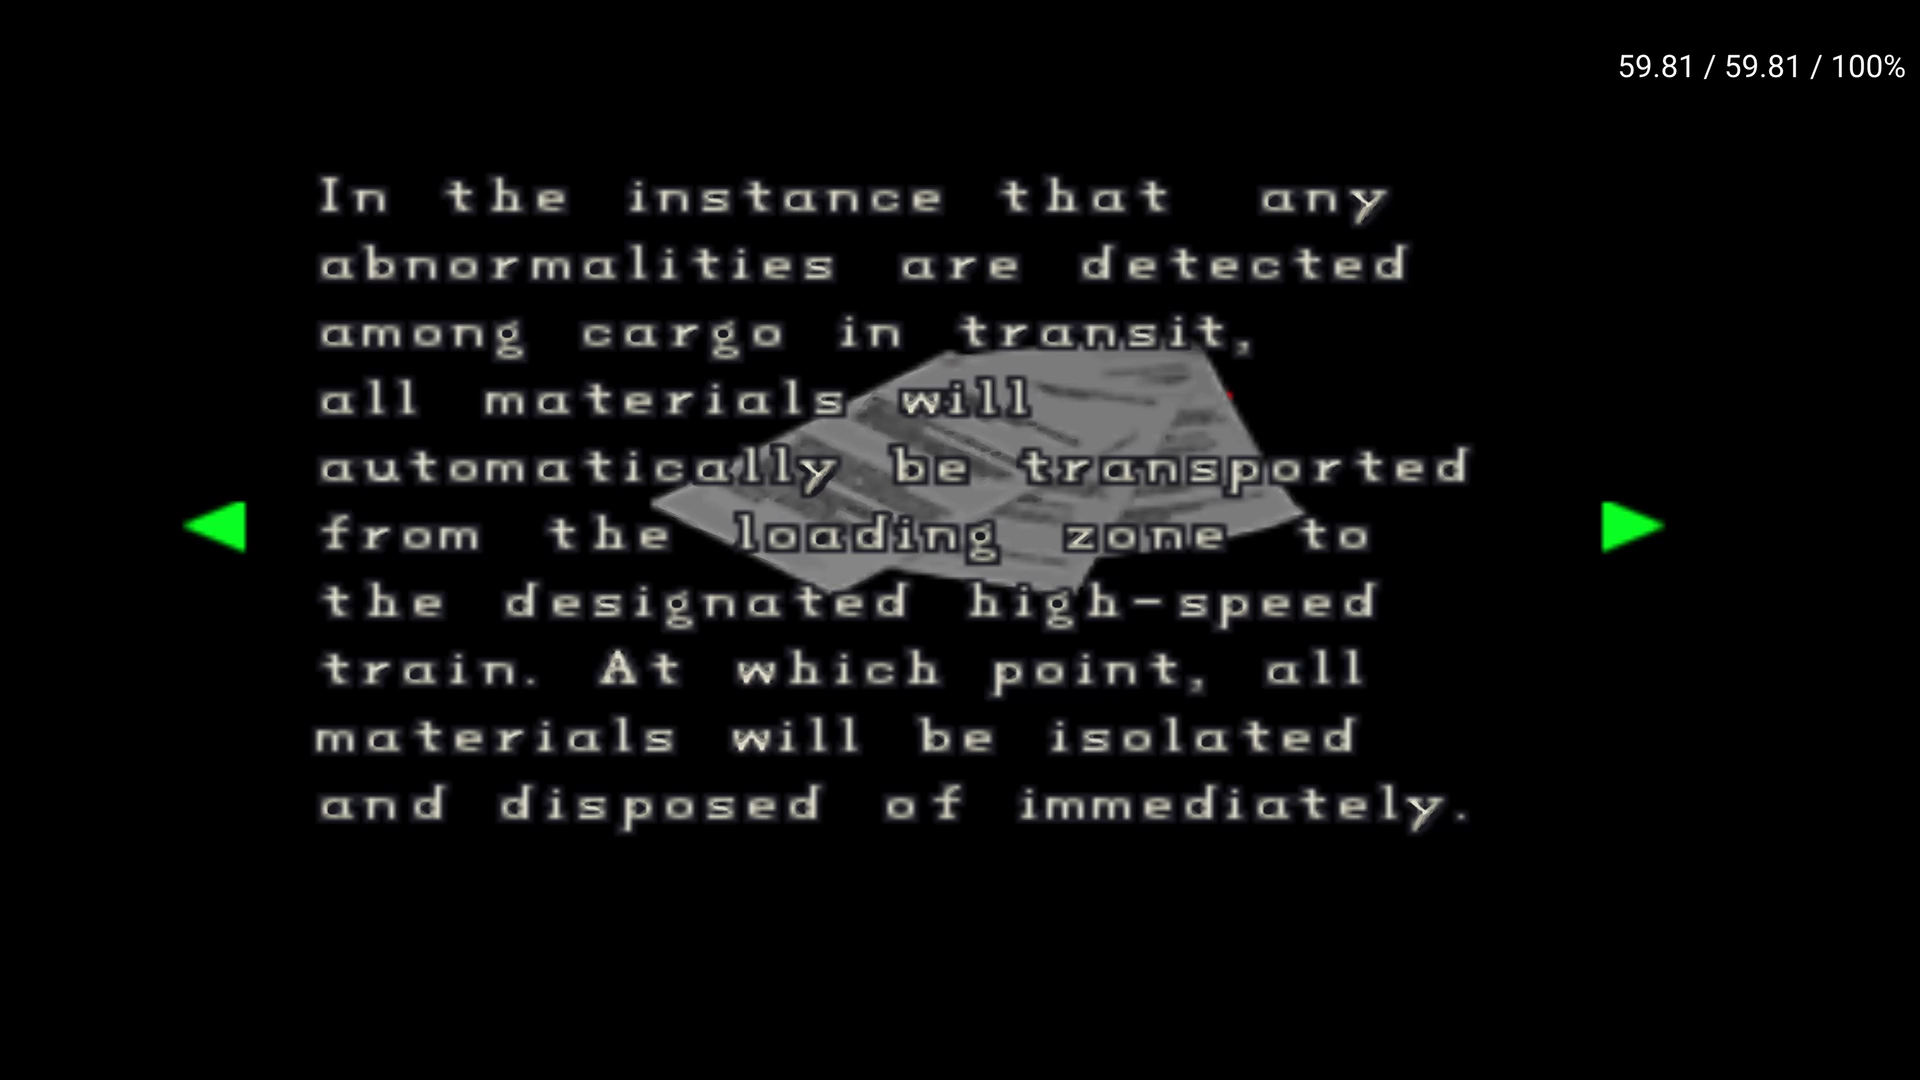 59.81 / 59.81 / 100%
In the instance that any
abnormalities are detected
among cargo in transit,
all materials will
automatically be transported
from the loading zone to
the designated high-speed
train. At which point, all
materials will be isolated
and disposed of immediately.